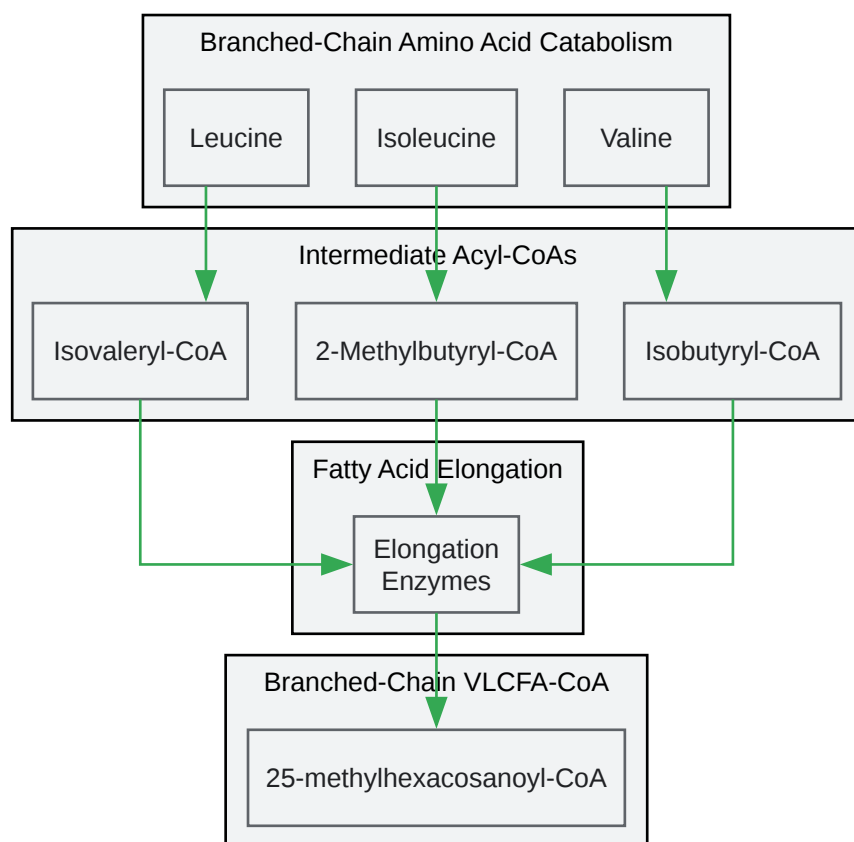 Branched-Chain Amino Acid Catabolism
Leucine
Isoleucine
Valine
Intermediate Acyl-CoAs
Isovaleryl-CoA
2-Methylbutyryl-CoA
Isobutyryl-CoA
Fatty Acid Elongation
Elongation
Enzymes
Branched-Chain VLCFA-CoA
25-methylhexacosanoyl-CoA